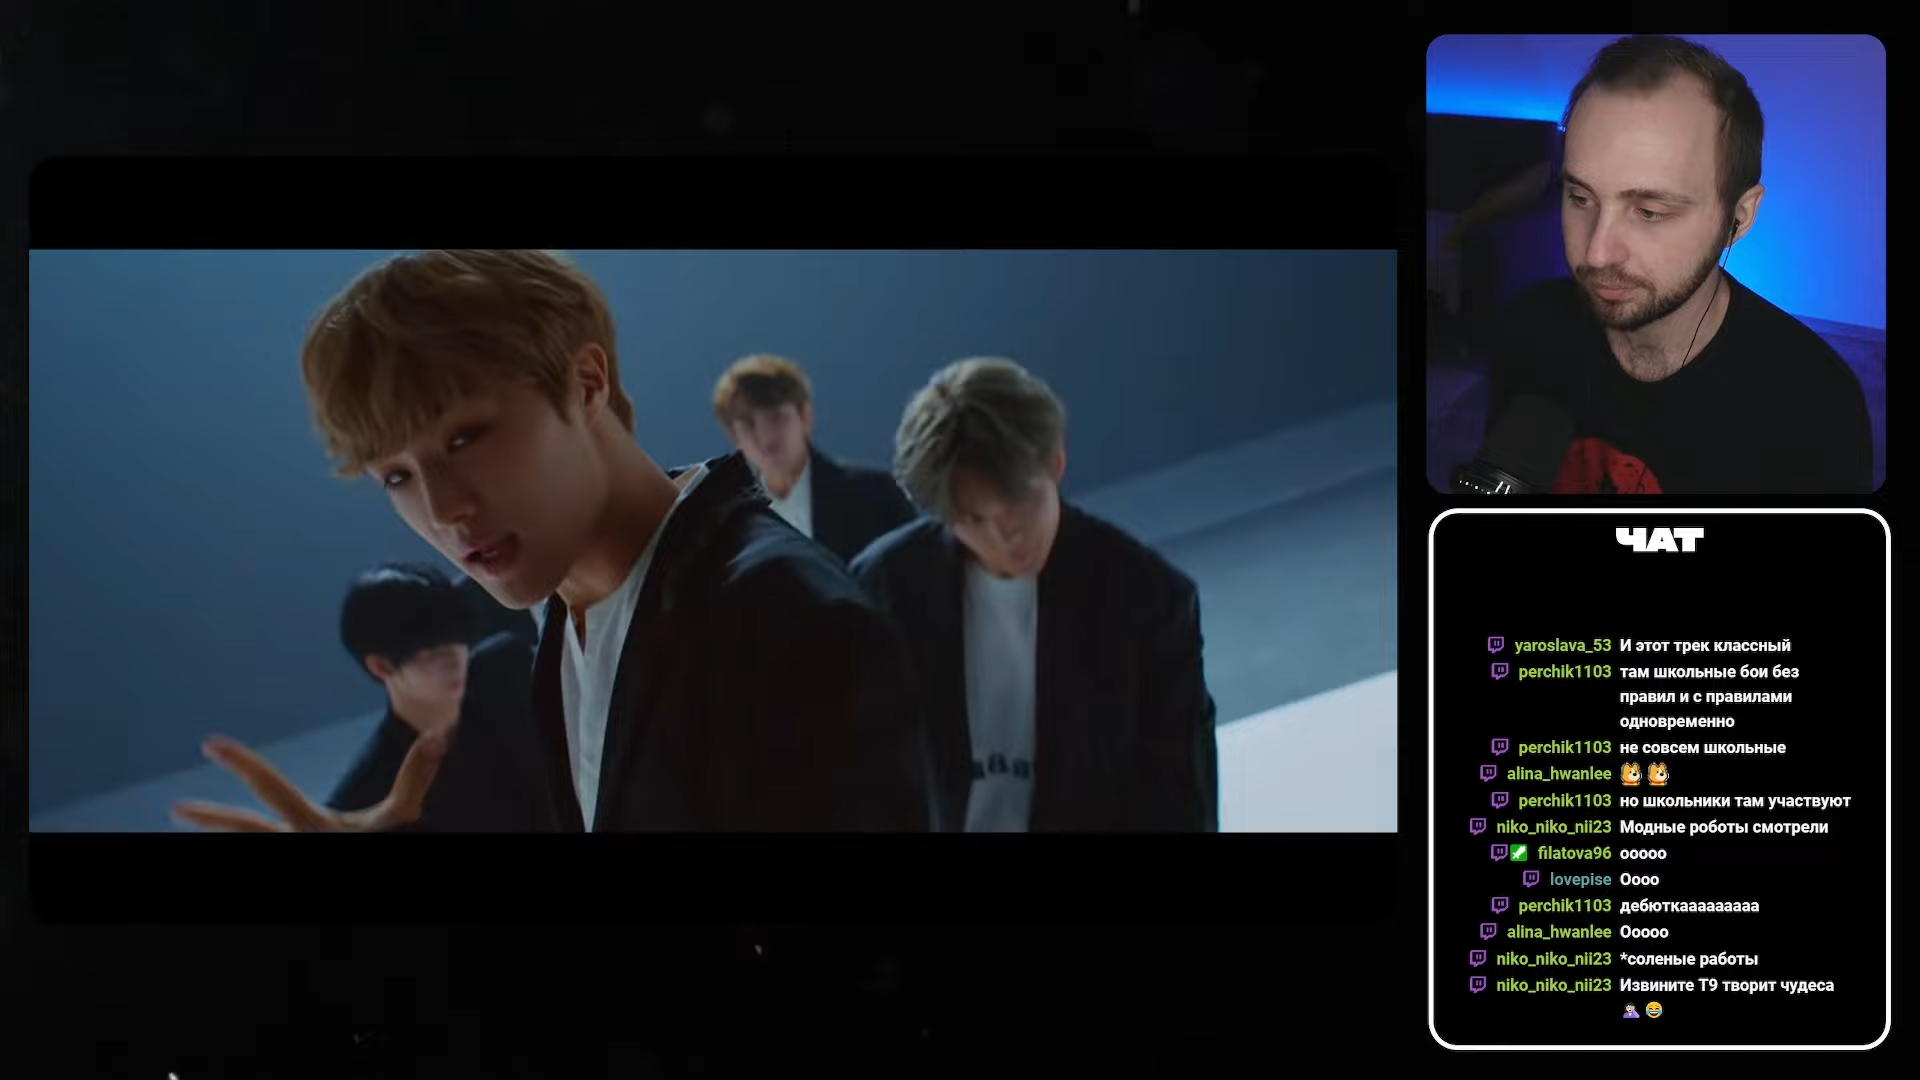 ЧАТ
yaroslava_53 И этот трек классный
perchik1103 там школьные бои без
правил и с правилами
одновременно
perchik1103 не совсем школьные
alina_hwanlee
perchik1103 но школьники там участвуют
niko_niko_nii23 Модные роботы смотрели
filatova96 ооооо
lovepise Оооо
perchik1103 дебюткааааааааа
alina_hwanlee Ооооо
niko_niko_nii23 *соленые работы
niko_niko_nii23 Извините Т9 творит чудеса